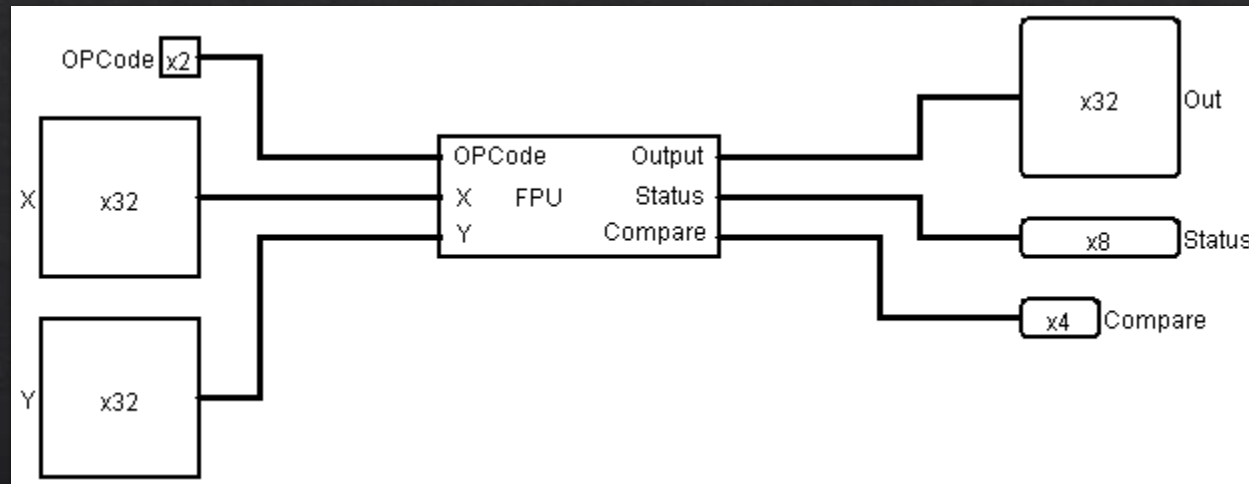 OPCode x2
X x32
Y x32
OPCode Output
X FPU Status
Y Compare
x32 Out
x8 Status
x4 Compare